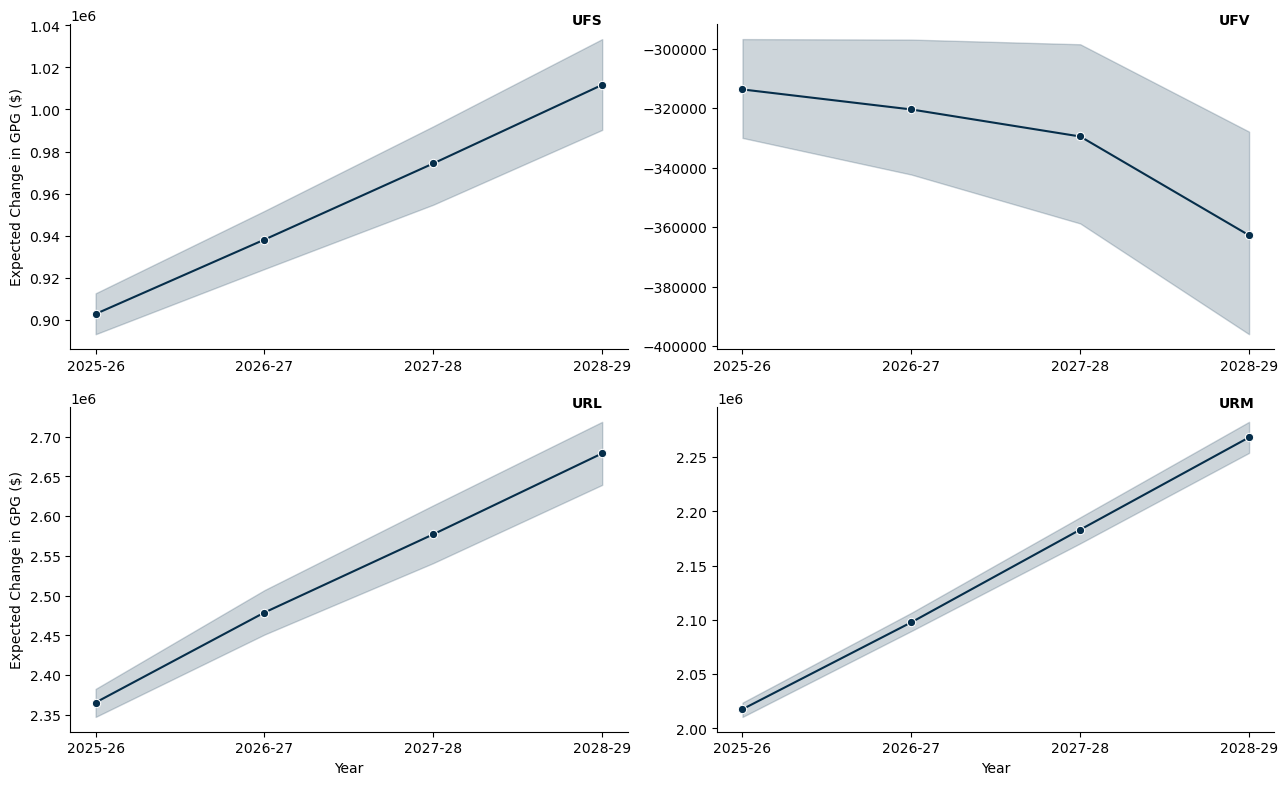 1e6
UFS
Expected Change in GPG ($)
1.04
1.02
1.00
0.98
0.96
0.94
0.92
0.90
2025-26 2026-27 2027-28 2028-29
UFV
−300000
−320000
−340000
−360000
−380000
−400000
2025-26 2026-27 2027-28 2028-29
1e6
URL
Expected Change in GPG ($)
2.70
2.65
2.60
2.55
2.50
2.45
2.40
2.35
2025-26 2026-27 2027-28 2028-29
Year
1e6
URM
2.25
2.20
2.15
2.10
2.05
2.00
2025-26 2026-27 2027-28 2028-29
Year